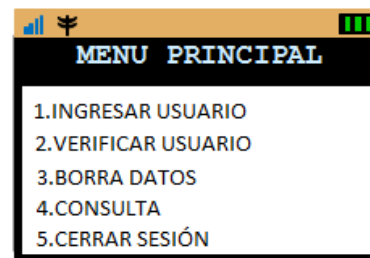 MENU PRINCIPAL
1.INGRESAR USUARIO
2.VERIFICAR USUARIO
3.BORRA DATOS
4.CONSULTA
5.CERRAR SESIÓN